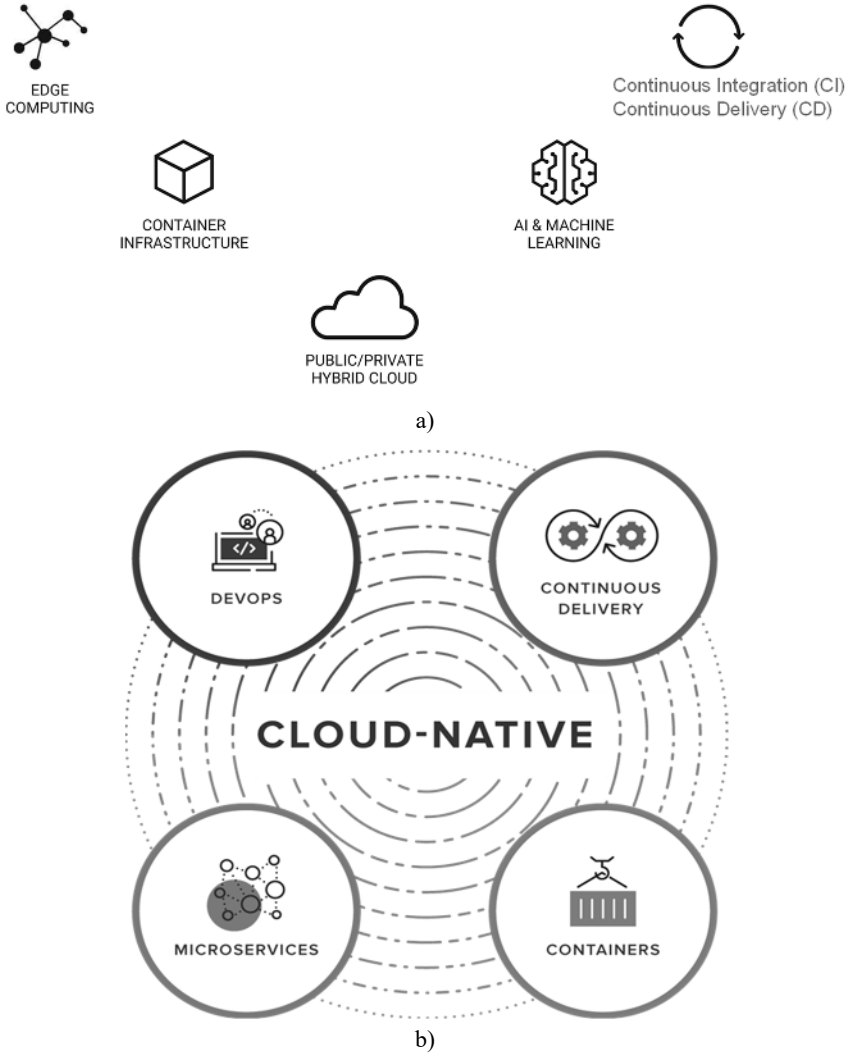 EDGE
COMPUTING
Continuous Integration (CI)
Continuous Delivery (CD)
CONTAINER
INFRASTRUCTURE
AI & MACHINE
LEARNING
PUBLIC/PRIVATE
HYBRID CLOUD
a)
</>
DEVOPS
CONTINUOUS
DELIVERY
CLOUD-NATIVE
MICROSERVICES
CONTAINERS
b)